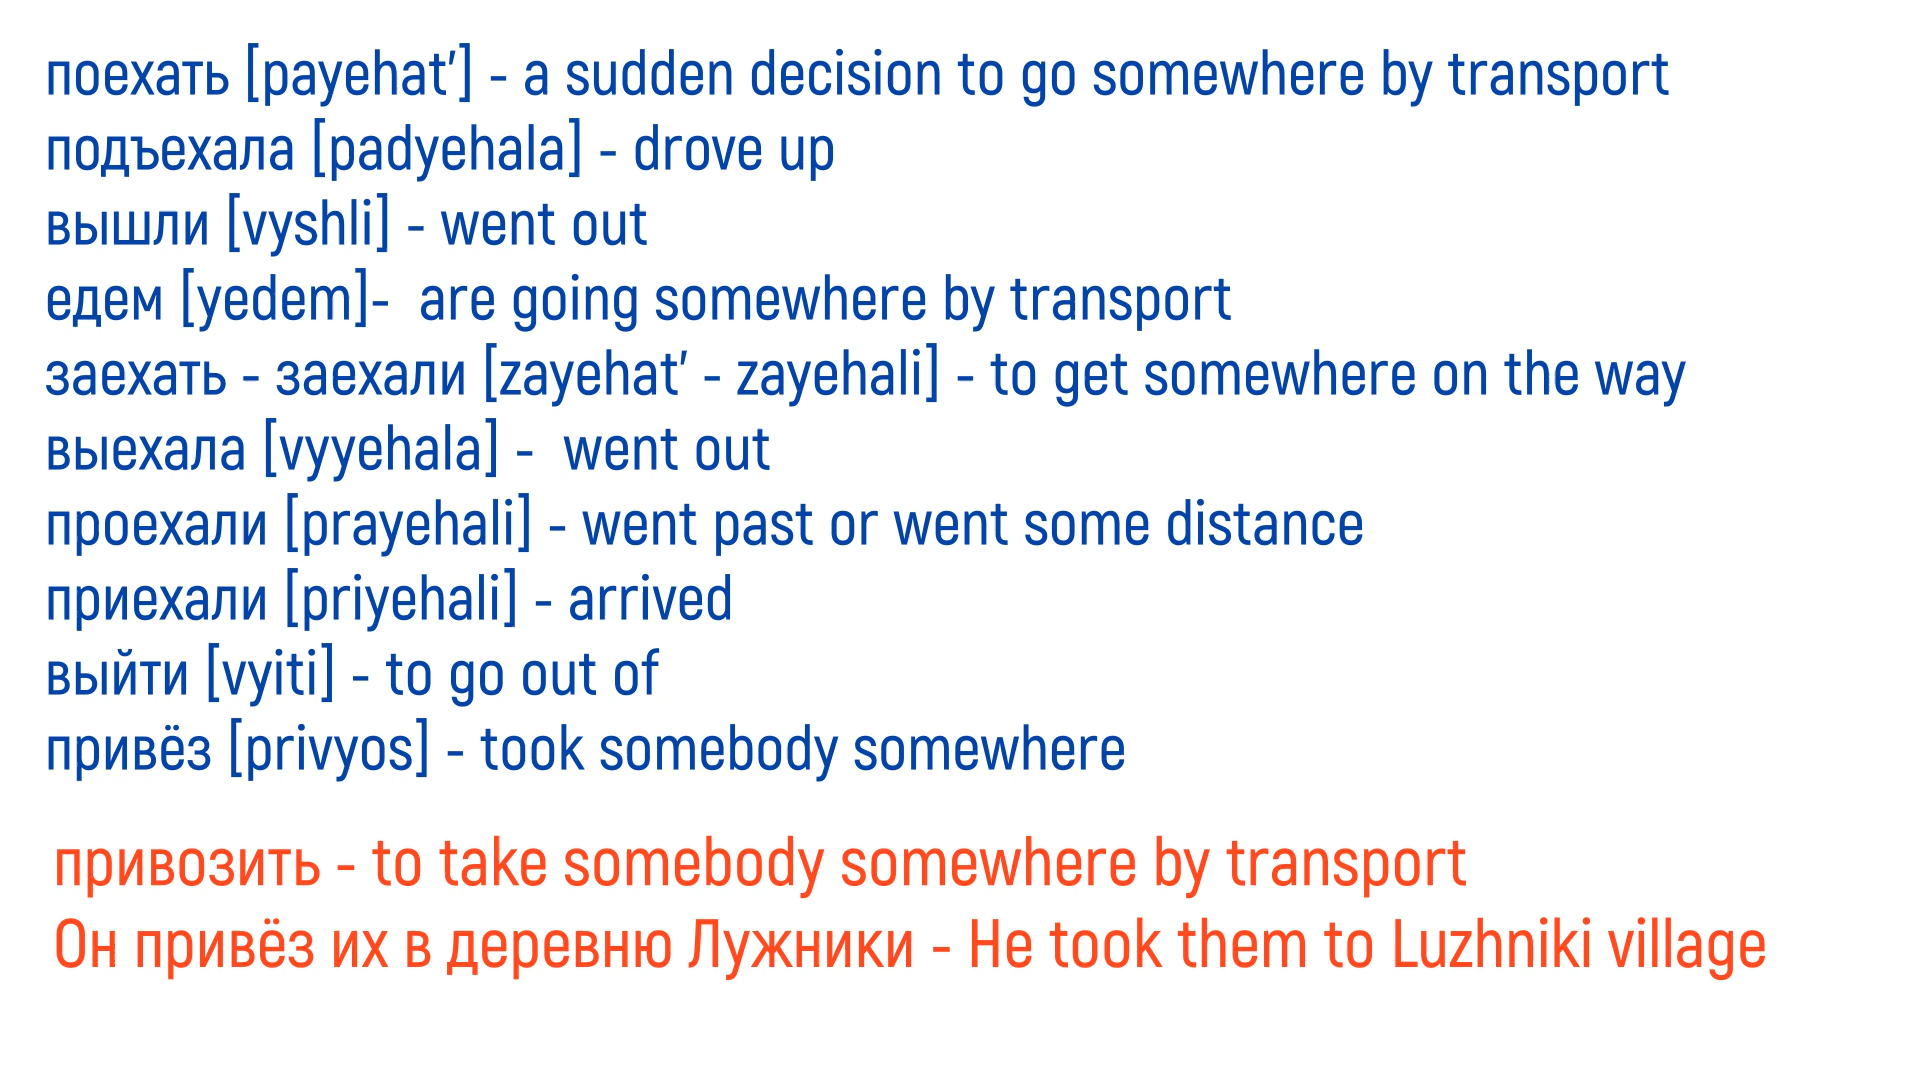 поехать [payehat'] - a sudden decision to go somewhere by transport
подъехала [padyehala] - drove up
вышли [vyshli] - went out
едем [yedem]-  are going somewhere by transport
заехать - заехали [zayehat' - zayehali] - to get somewhere on the way
выехала [vyyehala] -  went out
проехали [prayehali] - went past or went some distance
приехали [priyehali] - arrived
выйти [vyiti] - to go out of
привёз [privyos] - took somebody somewhere
привозить - to take somebody somewhere by transport
Он привёз их в деревню Лужники - He took them to Luzhniki village